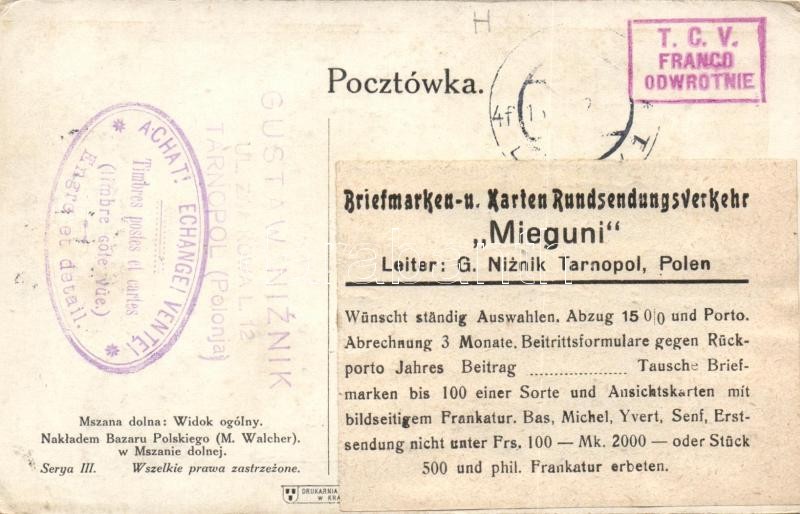 H
T. C. V.
FRANCO
ODWROTNIE
Pocztówka.
ACHAT! ECHANGE! VENTE!
Timbres postes et cartes
(timbre côte vue.)
Engros et detail.
GUSTAW NIŹNIK
TARNOPOL (Polonja)
Briefmarken-u. Karten Rundsendungsverkehr
„Mieguni"
Leiter: G. Niżnik Tarnopol, Polen
Wünscht ständig Auswahlen. Abzug 15 0|0 und Porto.
Abrechnung 3 Monate. Beitrittsformulare gegen Rück-
porto Jahres Beitrag ........................ Tausche Brief-
marken bis 100 einer Sorte und Ansichtskarten mit
bildseitigem Frankatur. Bas, Michel, Yvert, Senf, Erst-
sendung nicht unter Frs. 100 — Mk. 2000 — oder Stück
500 und phil. Frankatur erbeten.
Mszana dolna: Widok ogólny.
Nakładem Bazaru Polskiego (M. Walcher).
w Mszanie dolnej.
Serya III. Wszelkie prawa zastrzeżone.
DRUKARNIA
W KRA